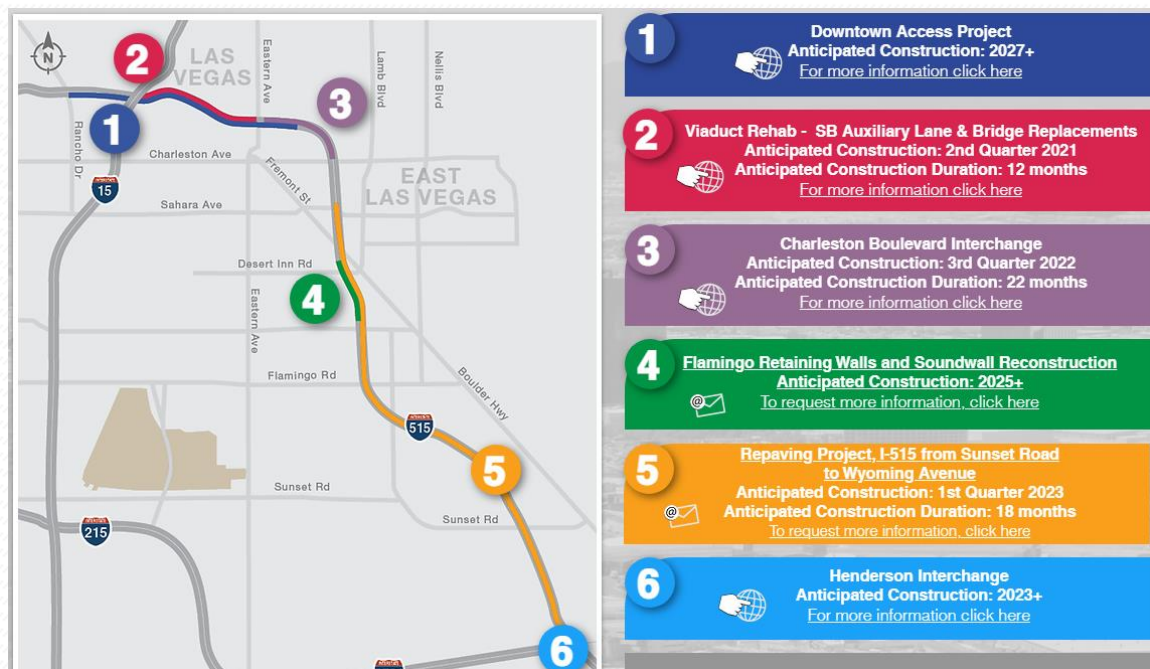 N
LAS
VEGAS
2
1
3
Eastern Ave
Lamb Blvd
Nellis Blvd
Rancho Dr
Charleston Ave
15
Fremont St
EAST
LAS VEGAS
Sahara Ave
Desert Inn Rd
4
Eastern Ave
Flamingo Rd
Boulder Hwy
515
5
Sunset Rd
Sunset Rd
215
6
1
Downtown Access Project
Anticipated Construction: 2027+
For more information click here
2
Viaduct Rehab - SB Auxiliary Lane & Bridge Replacements
Anticipated Construction: 2nd Quarter 2021
Anticipated Construction Duration: 12 months
For more information click here
3
Charleston Boulevard Interchange
Anticipated Construction: 3rd Quarter 2022
Anticipated Construction Duration: 22 months
For more information click here
4
Flamingo Retaining Walls and Soundwall Reconstruction
Anticipated Construction: 2025+
@
To request more information, click here
5
Repaving Project, I-515 from Sunset Road
to Wyoming Avenue
Anticipated Construction: 1st Quarter 2023
Anticipated Construction Duration: 18 months
@
To request more information, click here
6
Henderson Interchange
Anticipated Construction: 2023+
For more information click here